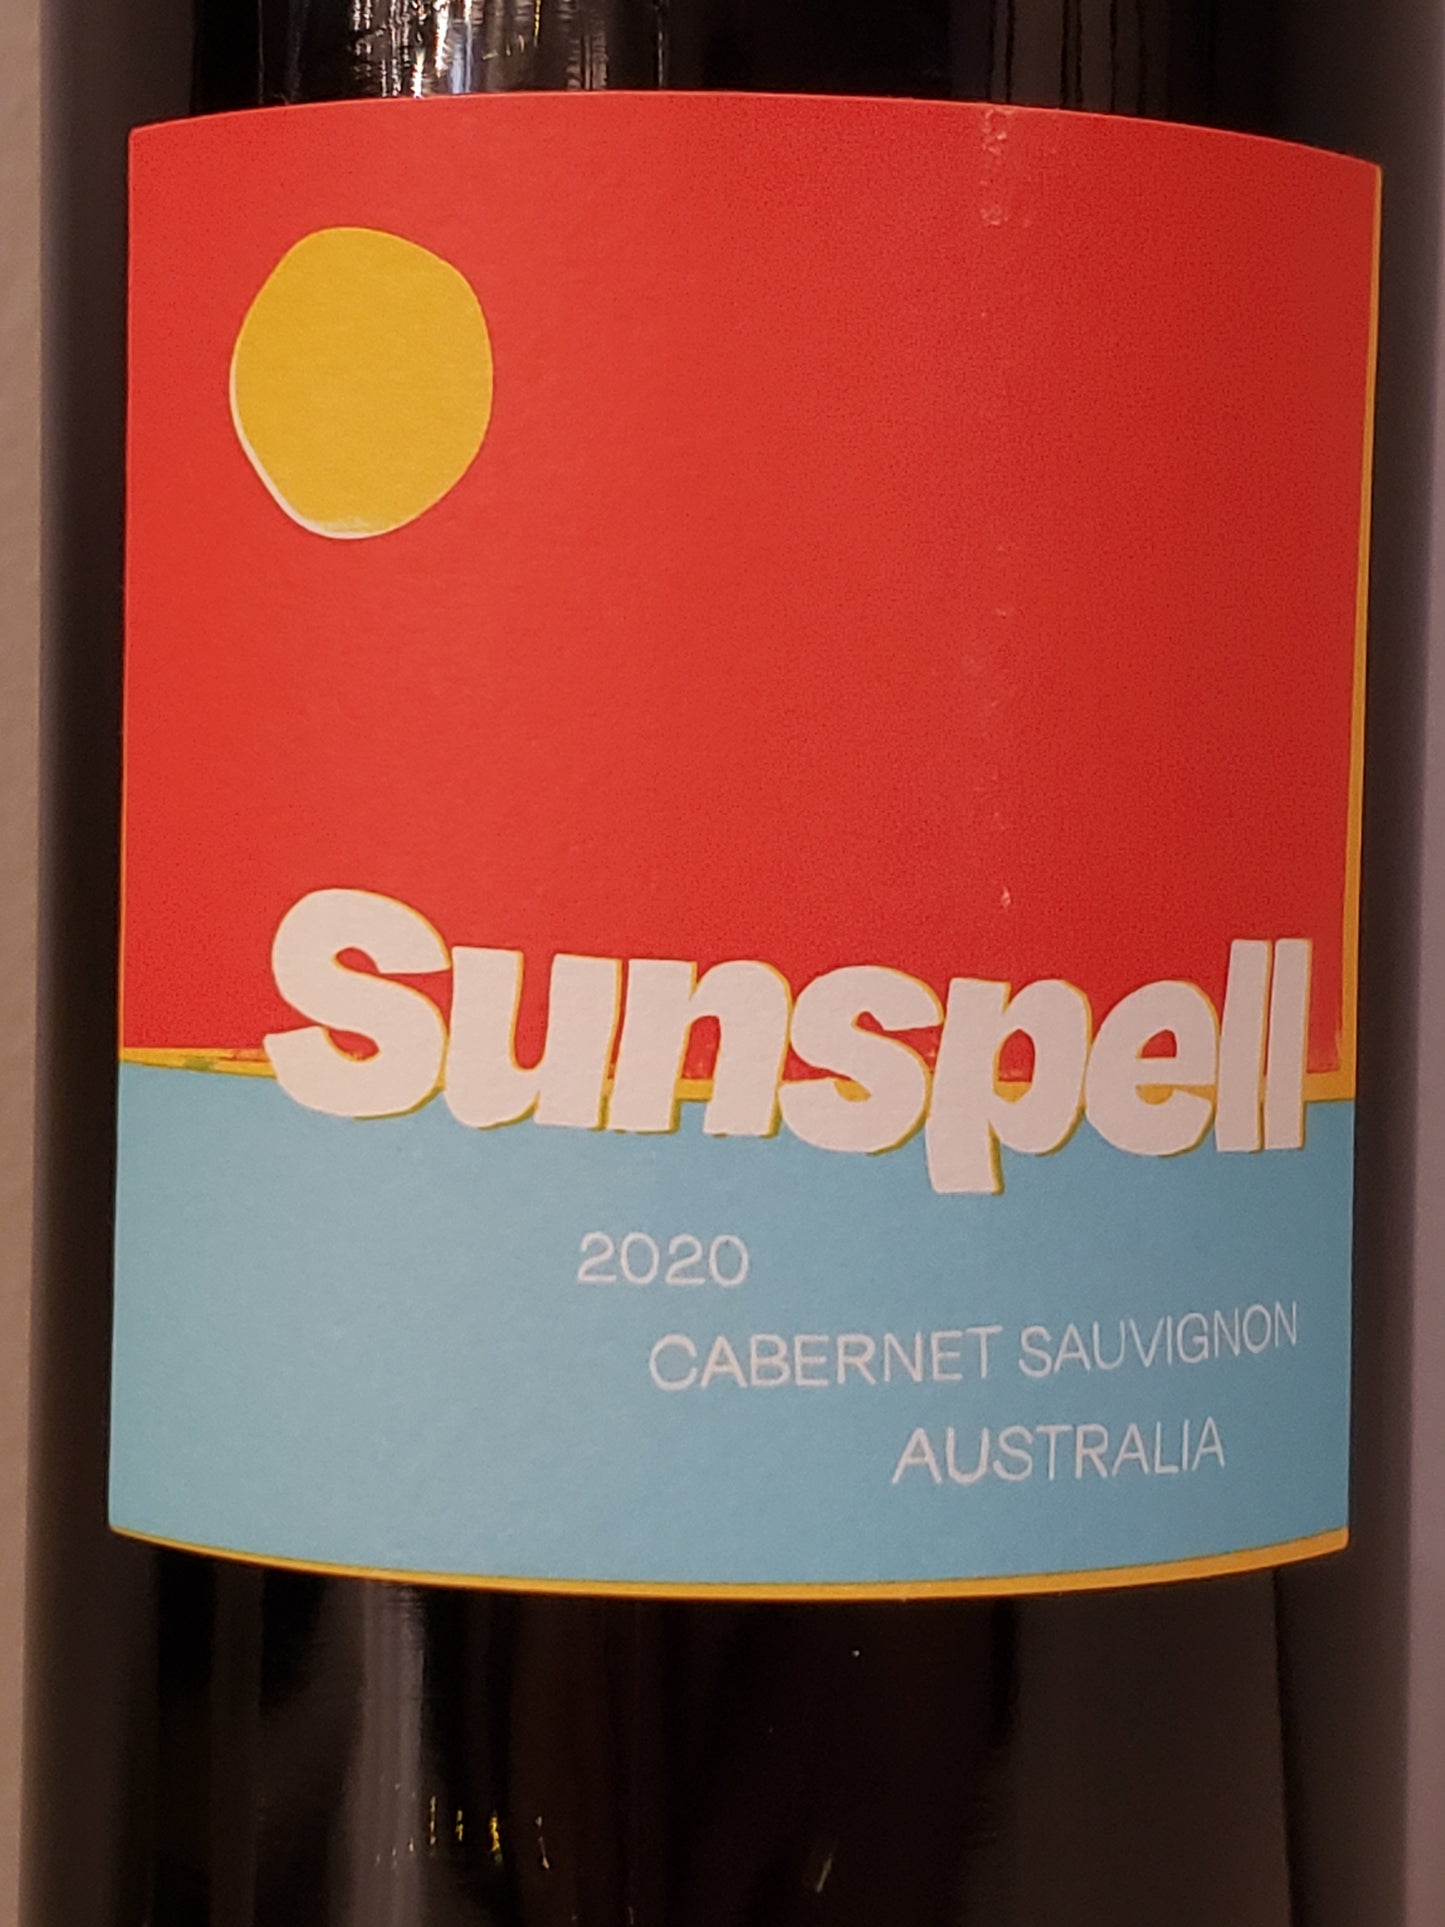 Sunspell
2020
CABERNET SAUVIGNON
AUSTRALIA